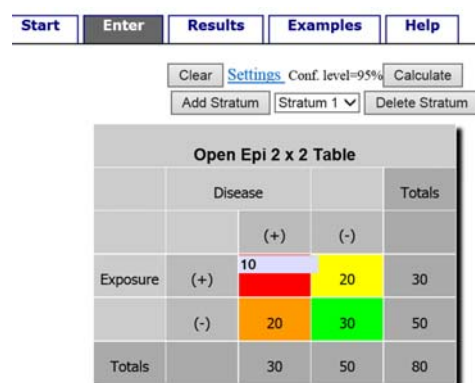 Start Enter Results Examples Help
Clear Settings Conf. level=95% Calculate
Add Stratum Stratum 1 Delete Stratum
Open Epi 2 x 2 Table
Disease Totals
(+) (-)
Exposure (+) 10 20 30
(-) 20 30 50
Totals 30 50 80